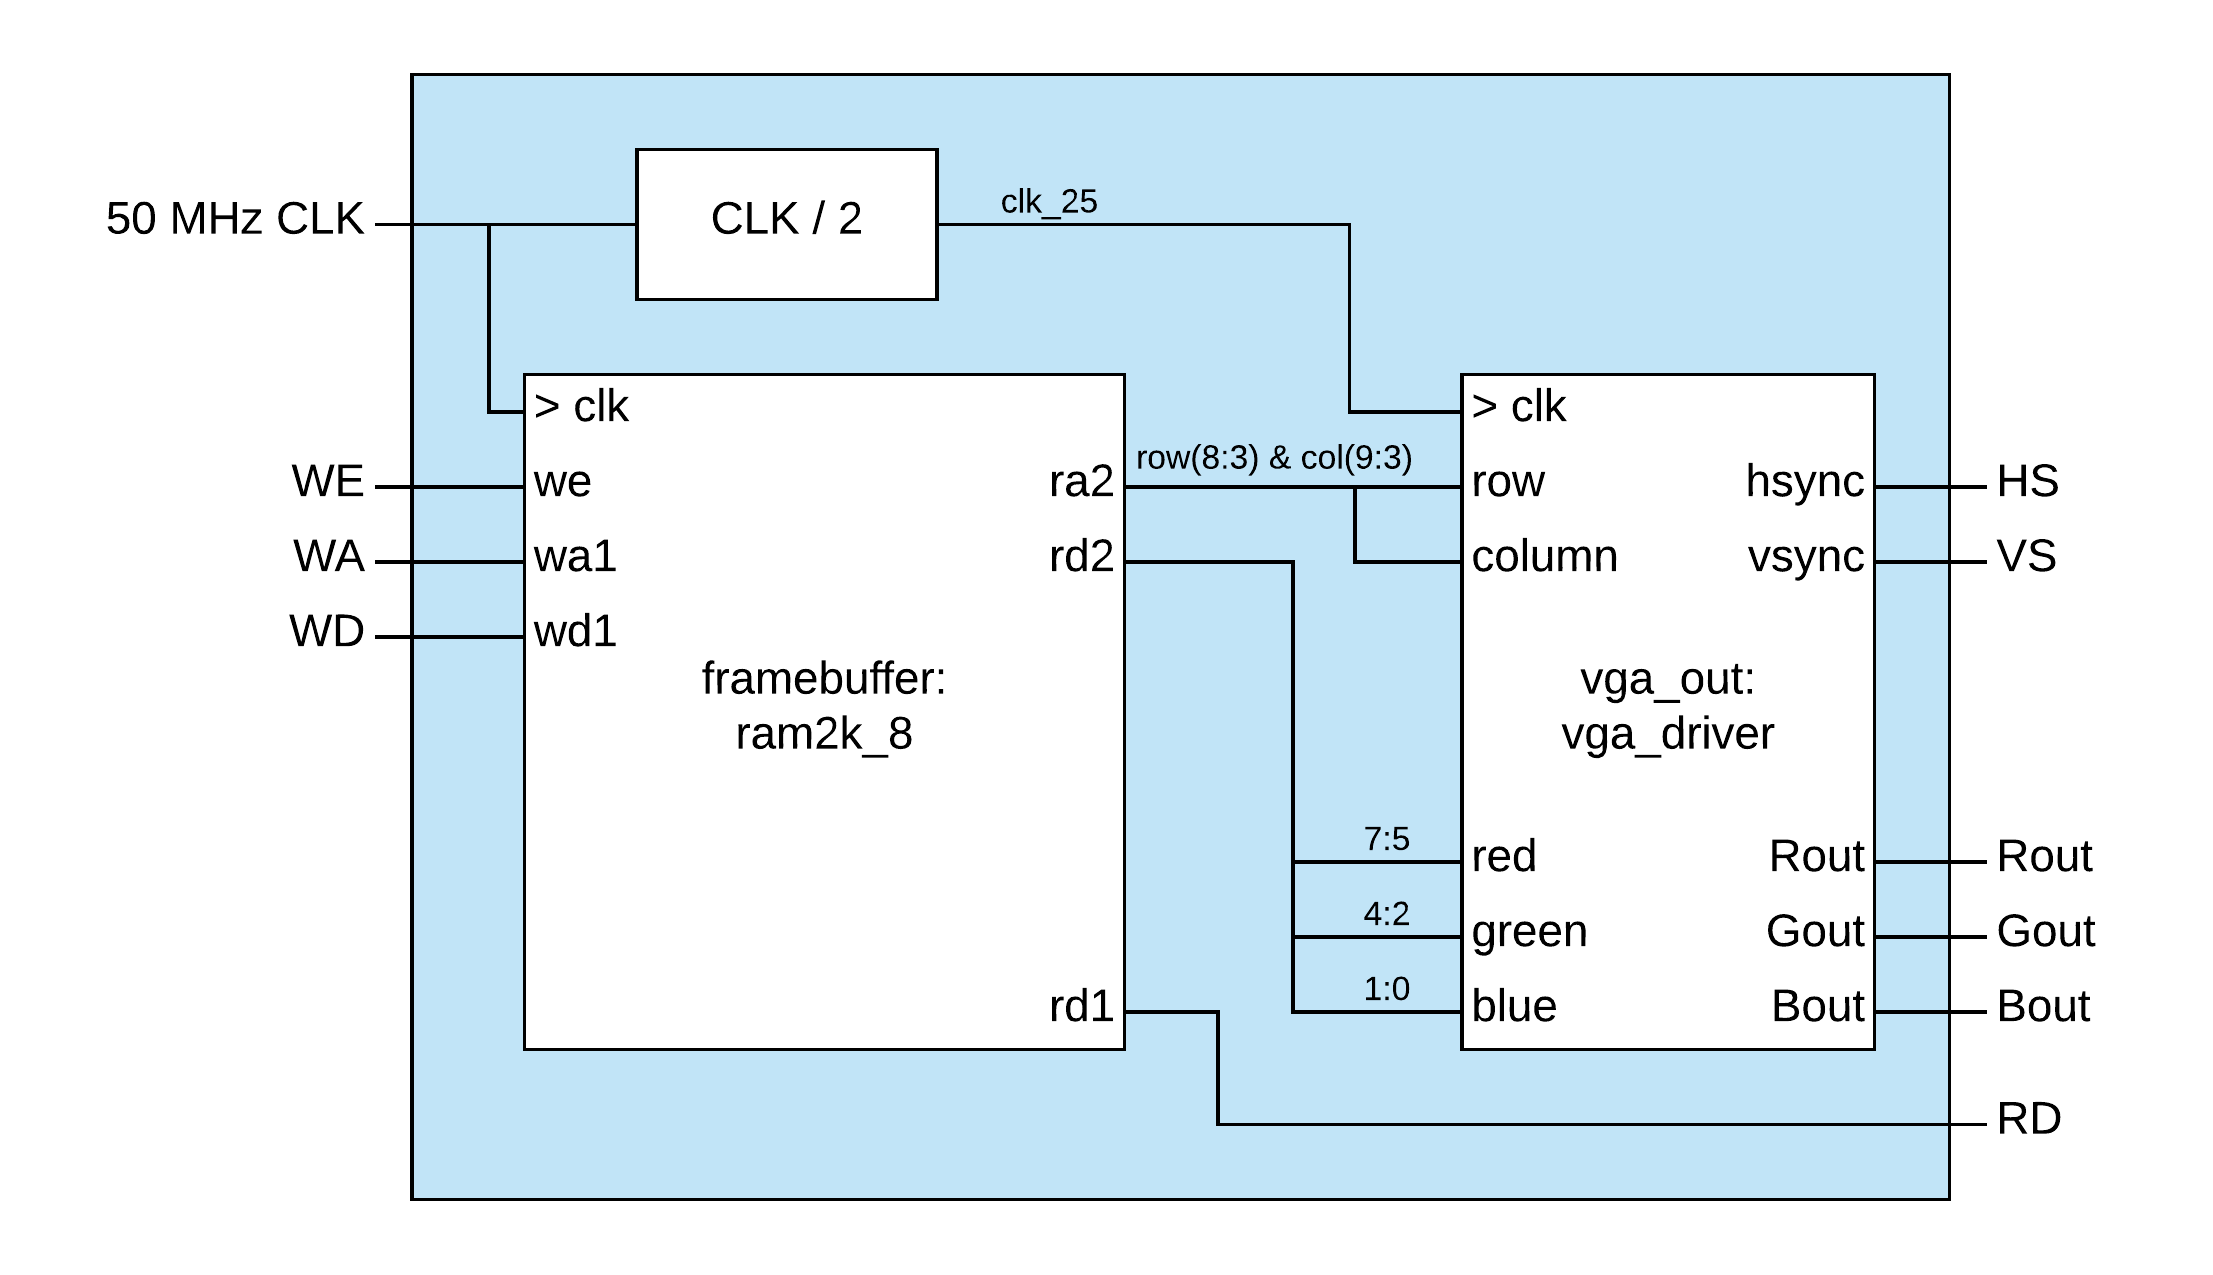 50 MHz CLK
CLK / 2
clk_25
> clk
> clk
WE
we
ra2
row(8:3) & col(9:3)
row
hsync
HS
WA
wa1
rd2
column
vsync
VS
WD
wd1
framebuffer:
ram2k_8
vga_out:
vga_driver
7:5
red
Rout
Rout
4:2
green
Gout
Gout
rd1
1:0
blue
Bout
Bout
RD